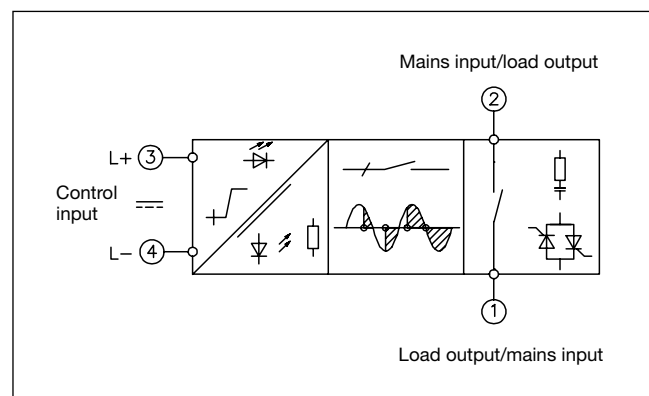 Mains input/load output
2
L+ 3
Control
input
L- 4
1
Load output/mains input